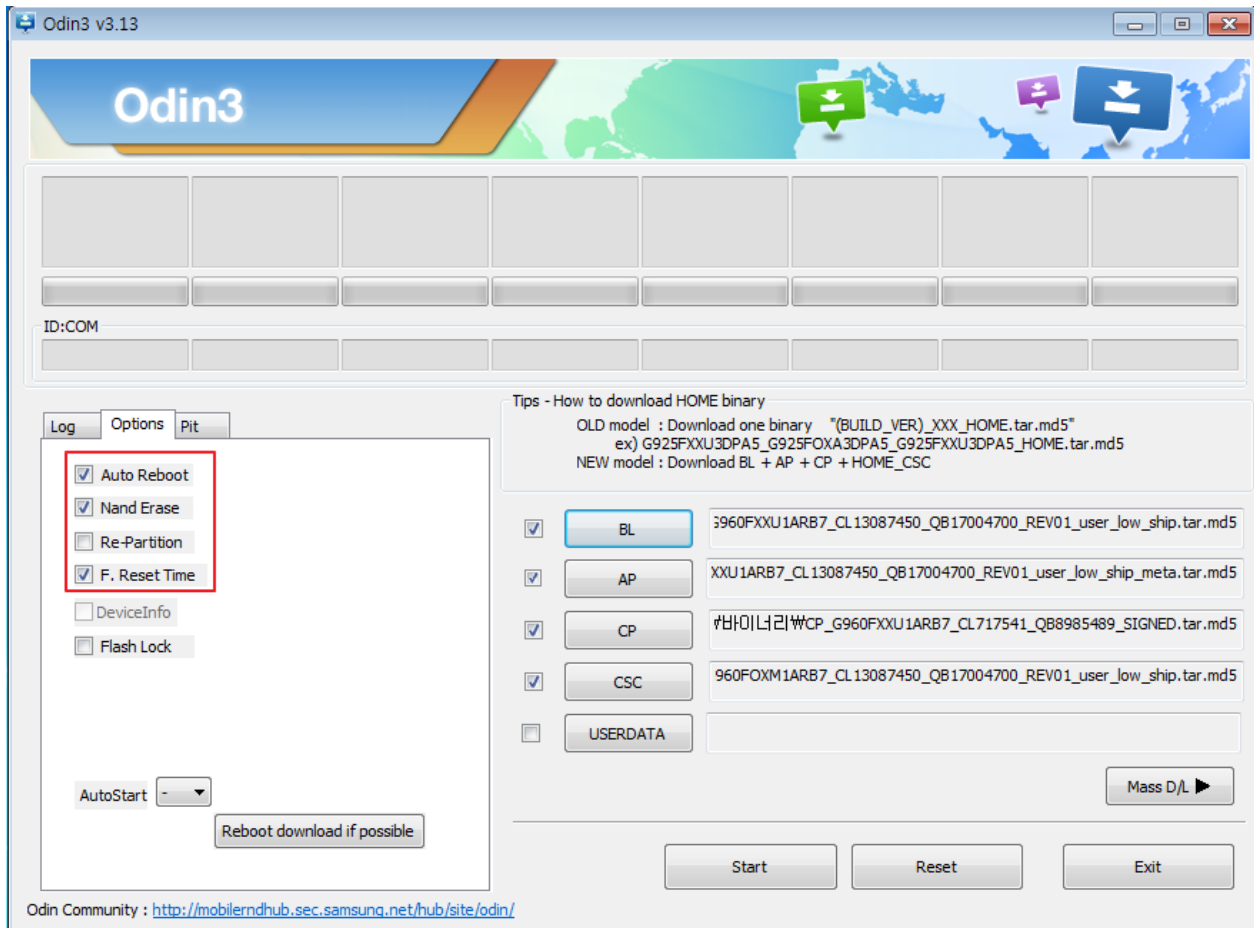 Odin3 v3.13
Odin3
ID:COM
Log Options Pit
Auto Reboot
Nand Erase
Re-Partition
F. Reset Time
DeviceInfo
Flash Lock
AutoStart -
Reboot download if possible
Tips - How to download HOME binary
OLD model : Download one binary "(BUILD_VER)_XXX_HOME.tar.md5"
ex) G925FXXU3DPA5_G925FOXA3DPA5_G925FXXU3DPA5_HOME.tar.md5
NEW model : Download BL + AP + CP + HOME_CSC
BL G960FXXU1ARB7_CL13087450_QB17004700_REV01_user_low_ship.tar.md5
AP XXU1ARB7_CL13087450_QB17004700_REV01_user_low_ship_meta.tar.md5
CP 바이너리₩CP_G960FXXU1ARB7_CL717541_QB8985489_SIGNED.tar.md5
CSC 960FOXM1ARB7_CL13087450_QB17004700_REV01_user_low_ship.tar.md5
USERDATA
Mass D/L
Start Reset Exit
Odin Community : http://mobilerndhub.sec.samsung.net/hub/site/odin/